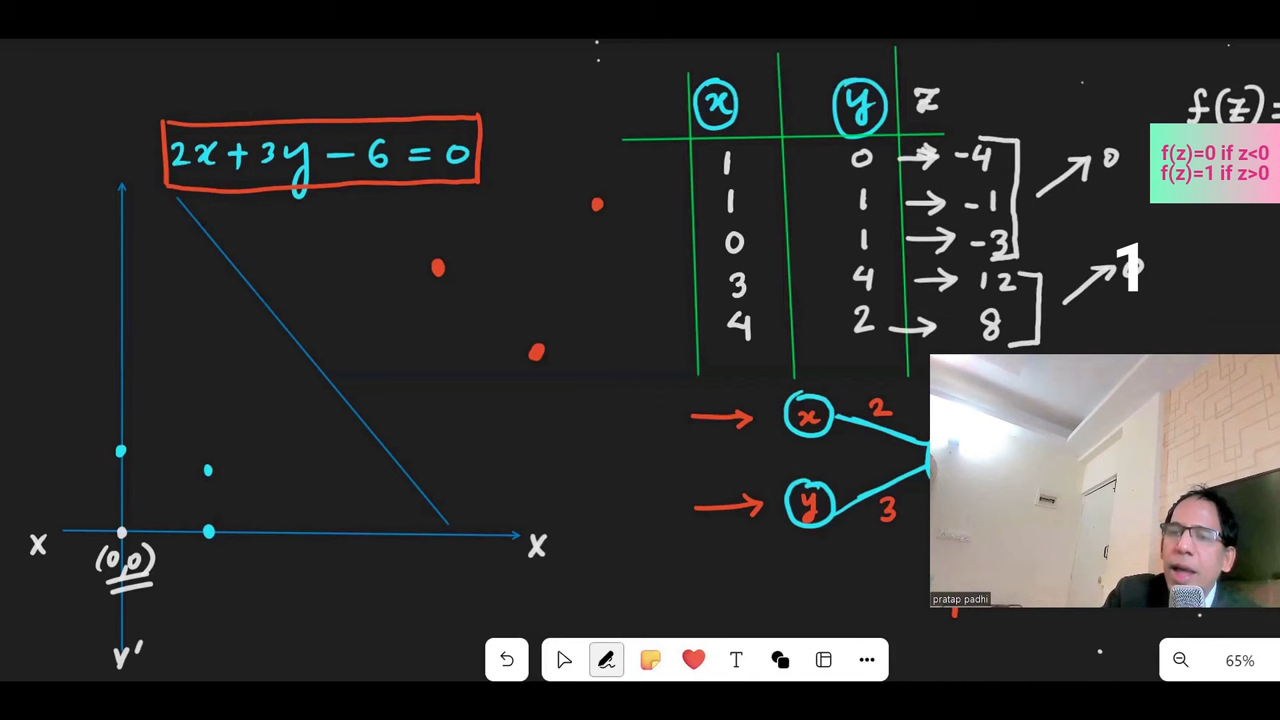 2x + 3y - 6 = 0
x y z
1 0 → -4
1 1 → -1
0 1 → -3
3 4 → 12
4 2 → 8
0
1
f(z) =
f(z)=0 if z<0
f(z)=1 if z>0
x 2
y 3
X X
(0,0)
Y'
pratap padhi
T
65%